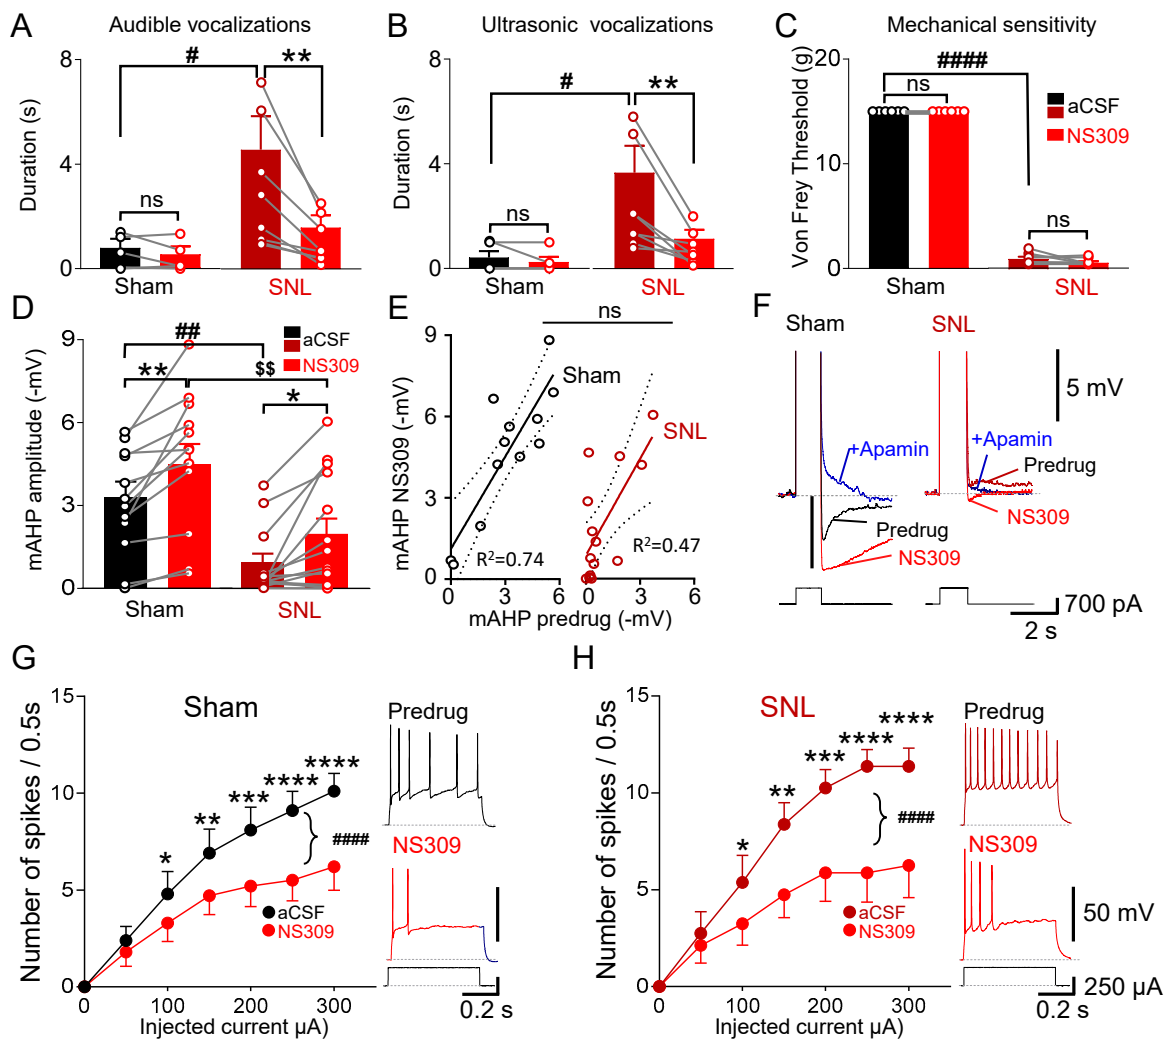 A
Audible vocalizations
Duration (s)
8
4
0
#
**
ns
Sham
SNL
B
Ultrasonic vocalizations
Duration (s)
8
4
0
#
**
ns
Sham
SNL
C
Mechanical sensitivity
Von Frey Threshold (g)
20
10
0
####
ns
ns
aCSF
NS309
Sham
SNL
D
mAHP amplitude (-mV)
9
6
3
0
##
**
$$
*
aCSF
NS309
Sham
SNL
E
mAHP NS309 (-mV)
9
6
3
0
ns
Sham
SNL
R²=0.74
R²=0.47
0 3 6 0 3 6
mAHP predrug (-mV)
F
Sham
SNL
5 mV
+Apamin
+Apamin
Predrug
NS309
Predrug
NS309
700 pA
2 s
G
Sham
Number of spikes / 0.5s
15
10
5
0
*
**
***
****
****
####
aCSF
NS309
0 100 200 300
Injected current µA)
Predrug
NS309
0.2 s
H
SNL
Number of spikes / 0.5s
15
10
5
0
*
**
***
****
****
####
aCSF
NS309
0 100 200 300
Injected current µA)
Predrug
NS309
50 mV
250 µA
0.2 s